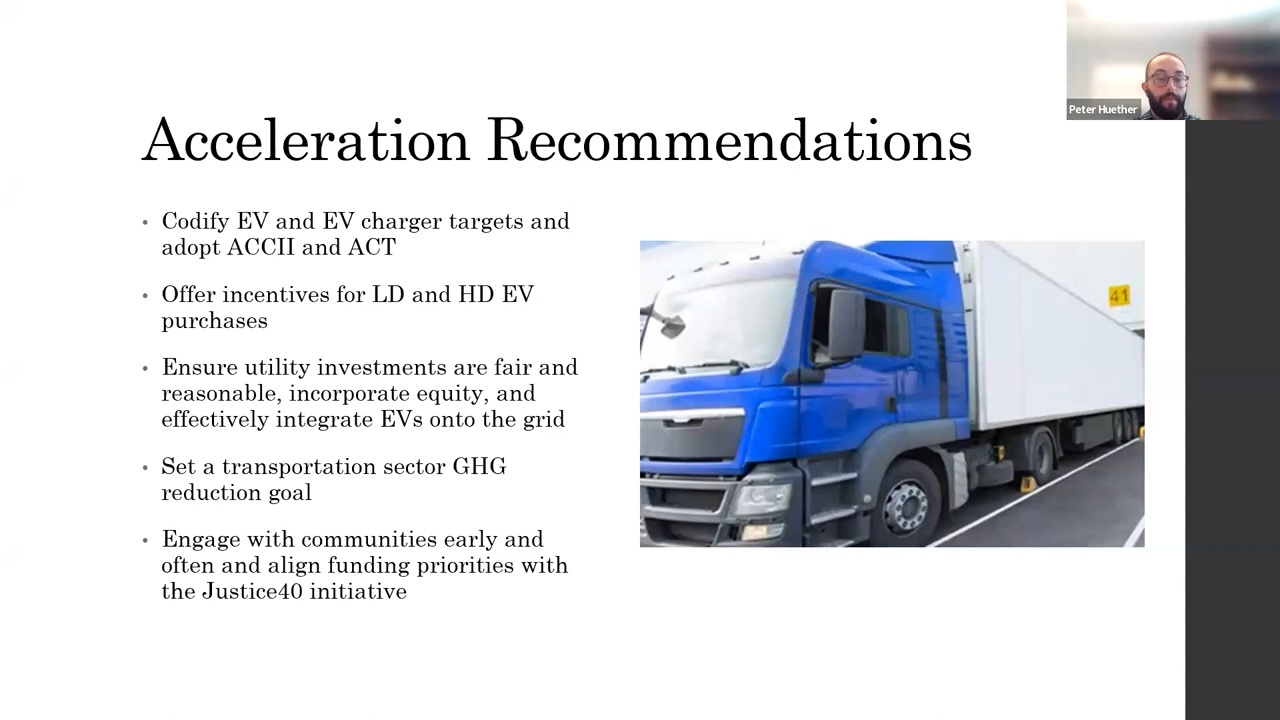 Peter Huether
Acceleration Recommendations
• Codify EV and EV charger targets and
adopt ACCII and ACT
• Offer incentives for LD and HD EV
purchases
• Ensure utility investments are fair and
reasonable, incorporate equity, and
effectively integrate EVs onto the grid
• Set a transportation sector GHG
reduction goal
• Engage with communities early and
often and align funding priorities with
the Justice40 initiative
41